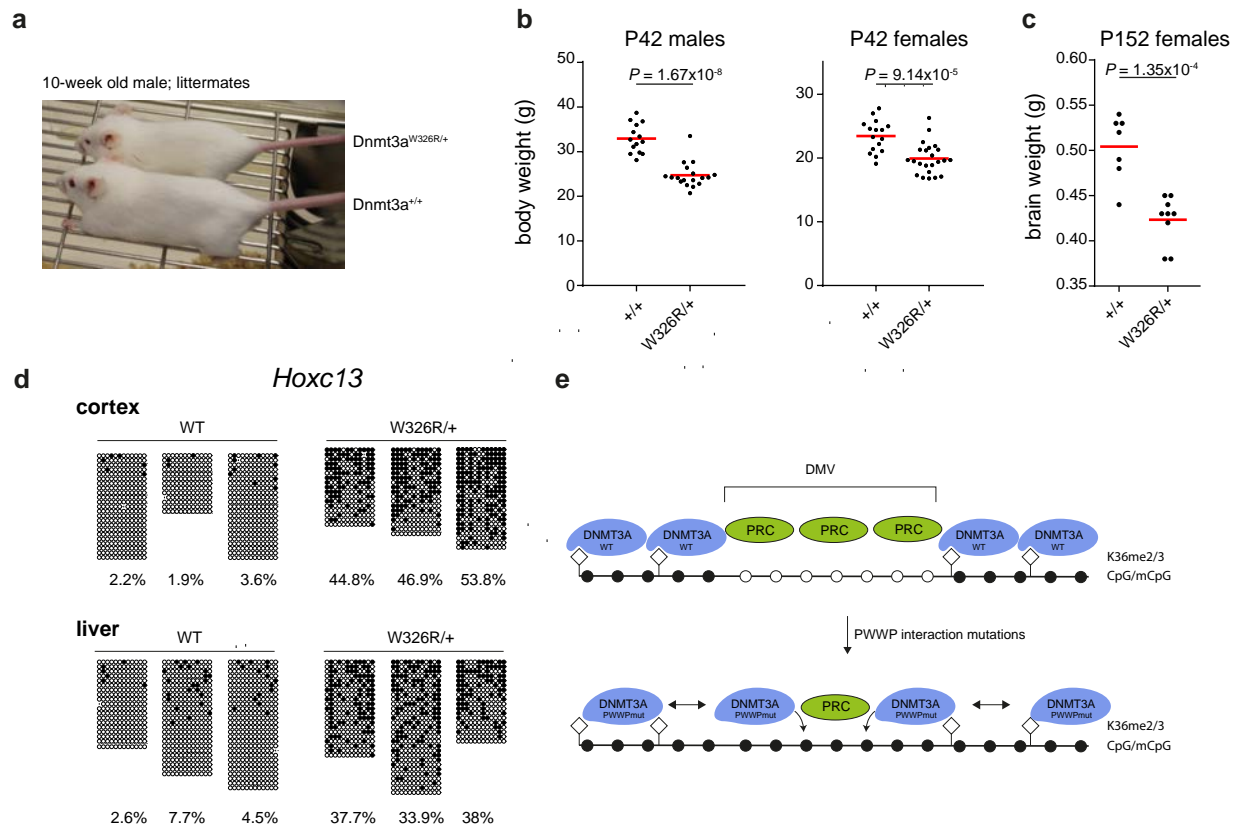 a
10-week old male; littermates
Dnmt3aW326R/+
Dnmt3a+/+
b
P42 males
P = 1.67x10-8
body weight (g)
50
40
30
20
10
0
+/+
W326R/+
P42 females
P = 9.14x10-5
30
20
10
0
+/+
W326R/+
c
P152 females
P = 1.35x10-4
brain weight (g)
0.60
0.55
0.50
0.45
0.40
0.35
+/+
W326R/+
d
Hoxc13
cortex
WT
W326R/+
2.2% 1.9% 3.6% 44.8% 46.9% 53.8%
liver
WT
W326R/+
2.6% 7.7% 4.5% 37.7% 33.9% 38%
e
DMV
DNMT3A WT
DNMT3A WT
PRC
PRC
PRC
DNMT3A WT
DNMT3A WT
K36me2/3
CpG/mCpG
PWWP interaction mutations
DNMT3A PWWPmut
DNMT3A PWWPmut
PRC
DNMT3A PWWPmut
DNMT3A PWWPmut
K36me2/3
CpG/mCpG